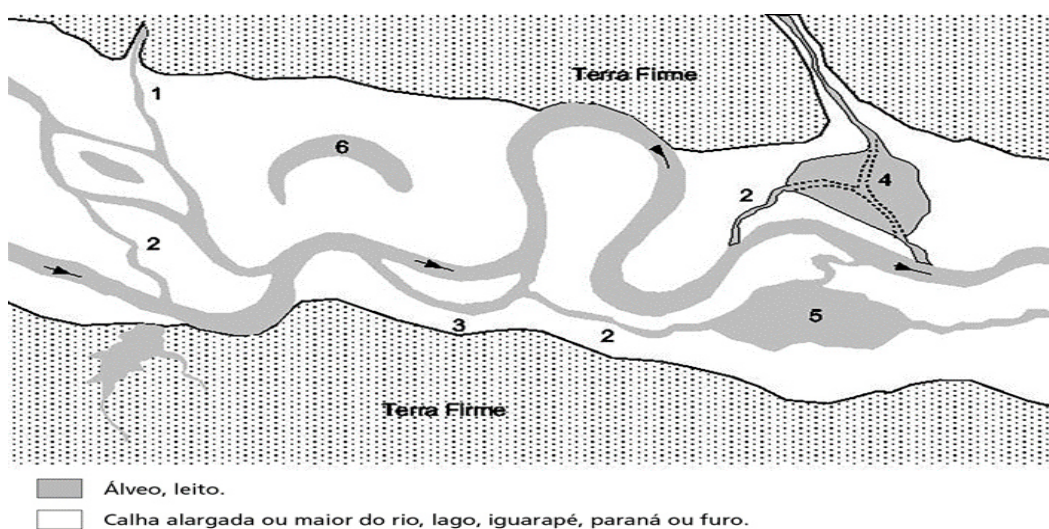 Terra Firme
1
6
4
2
2
5
3
2
Terra Firme
Álveo, leito.
Calha alargada ou maior do rio, lago, iguarapé, paraná ou furo.